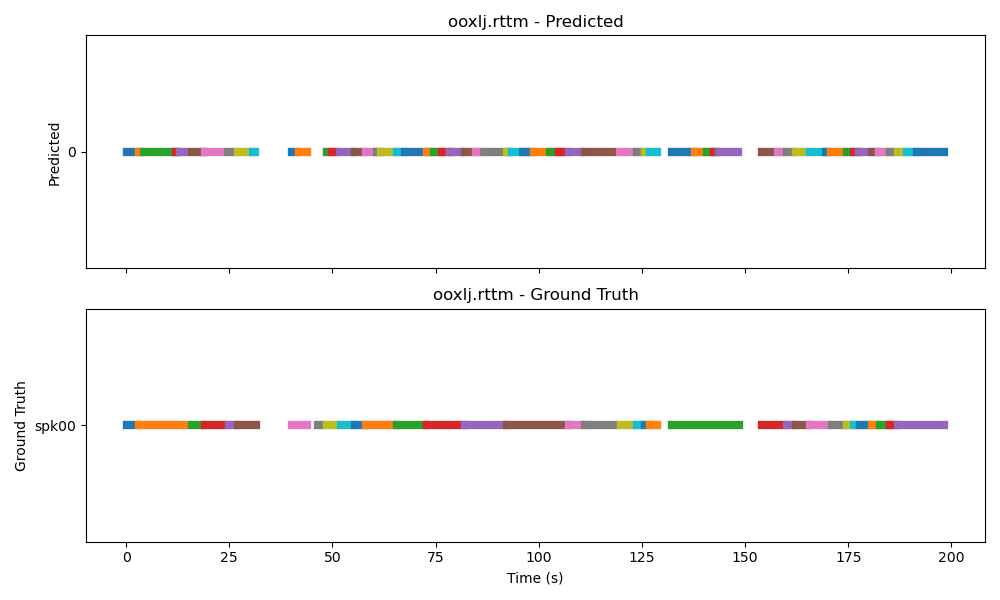 ooxlj.rttm - Predicted
Predicted
0
ooxlj.rttm - Ground Truth
Ground Truth
spk00
0 25 50 75 100 125 150 175 200
Time (s)